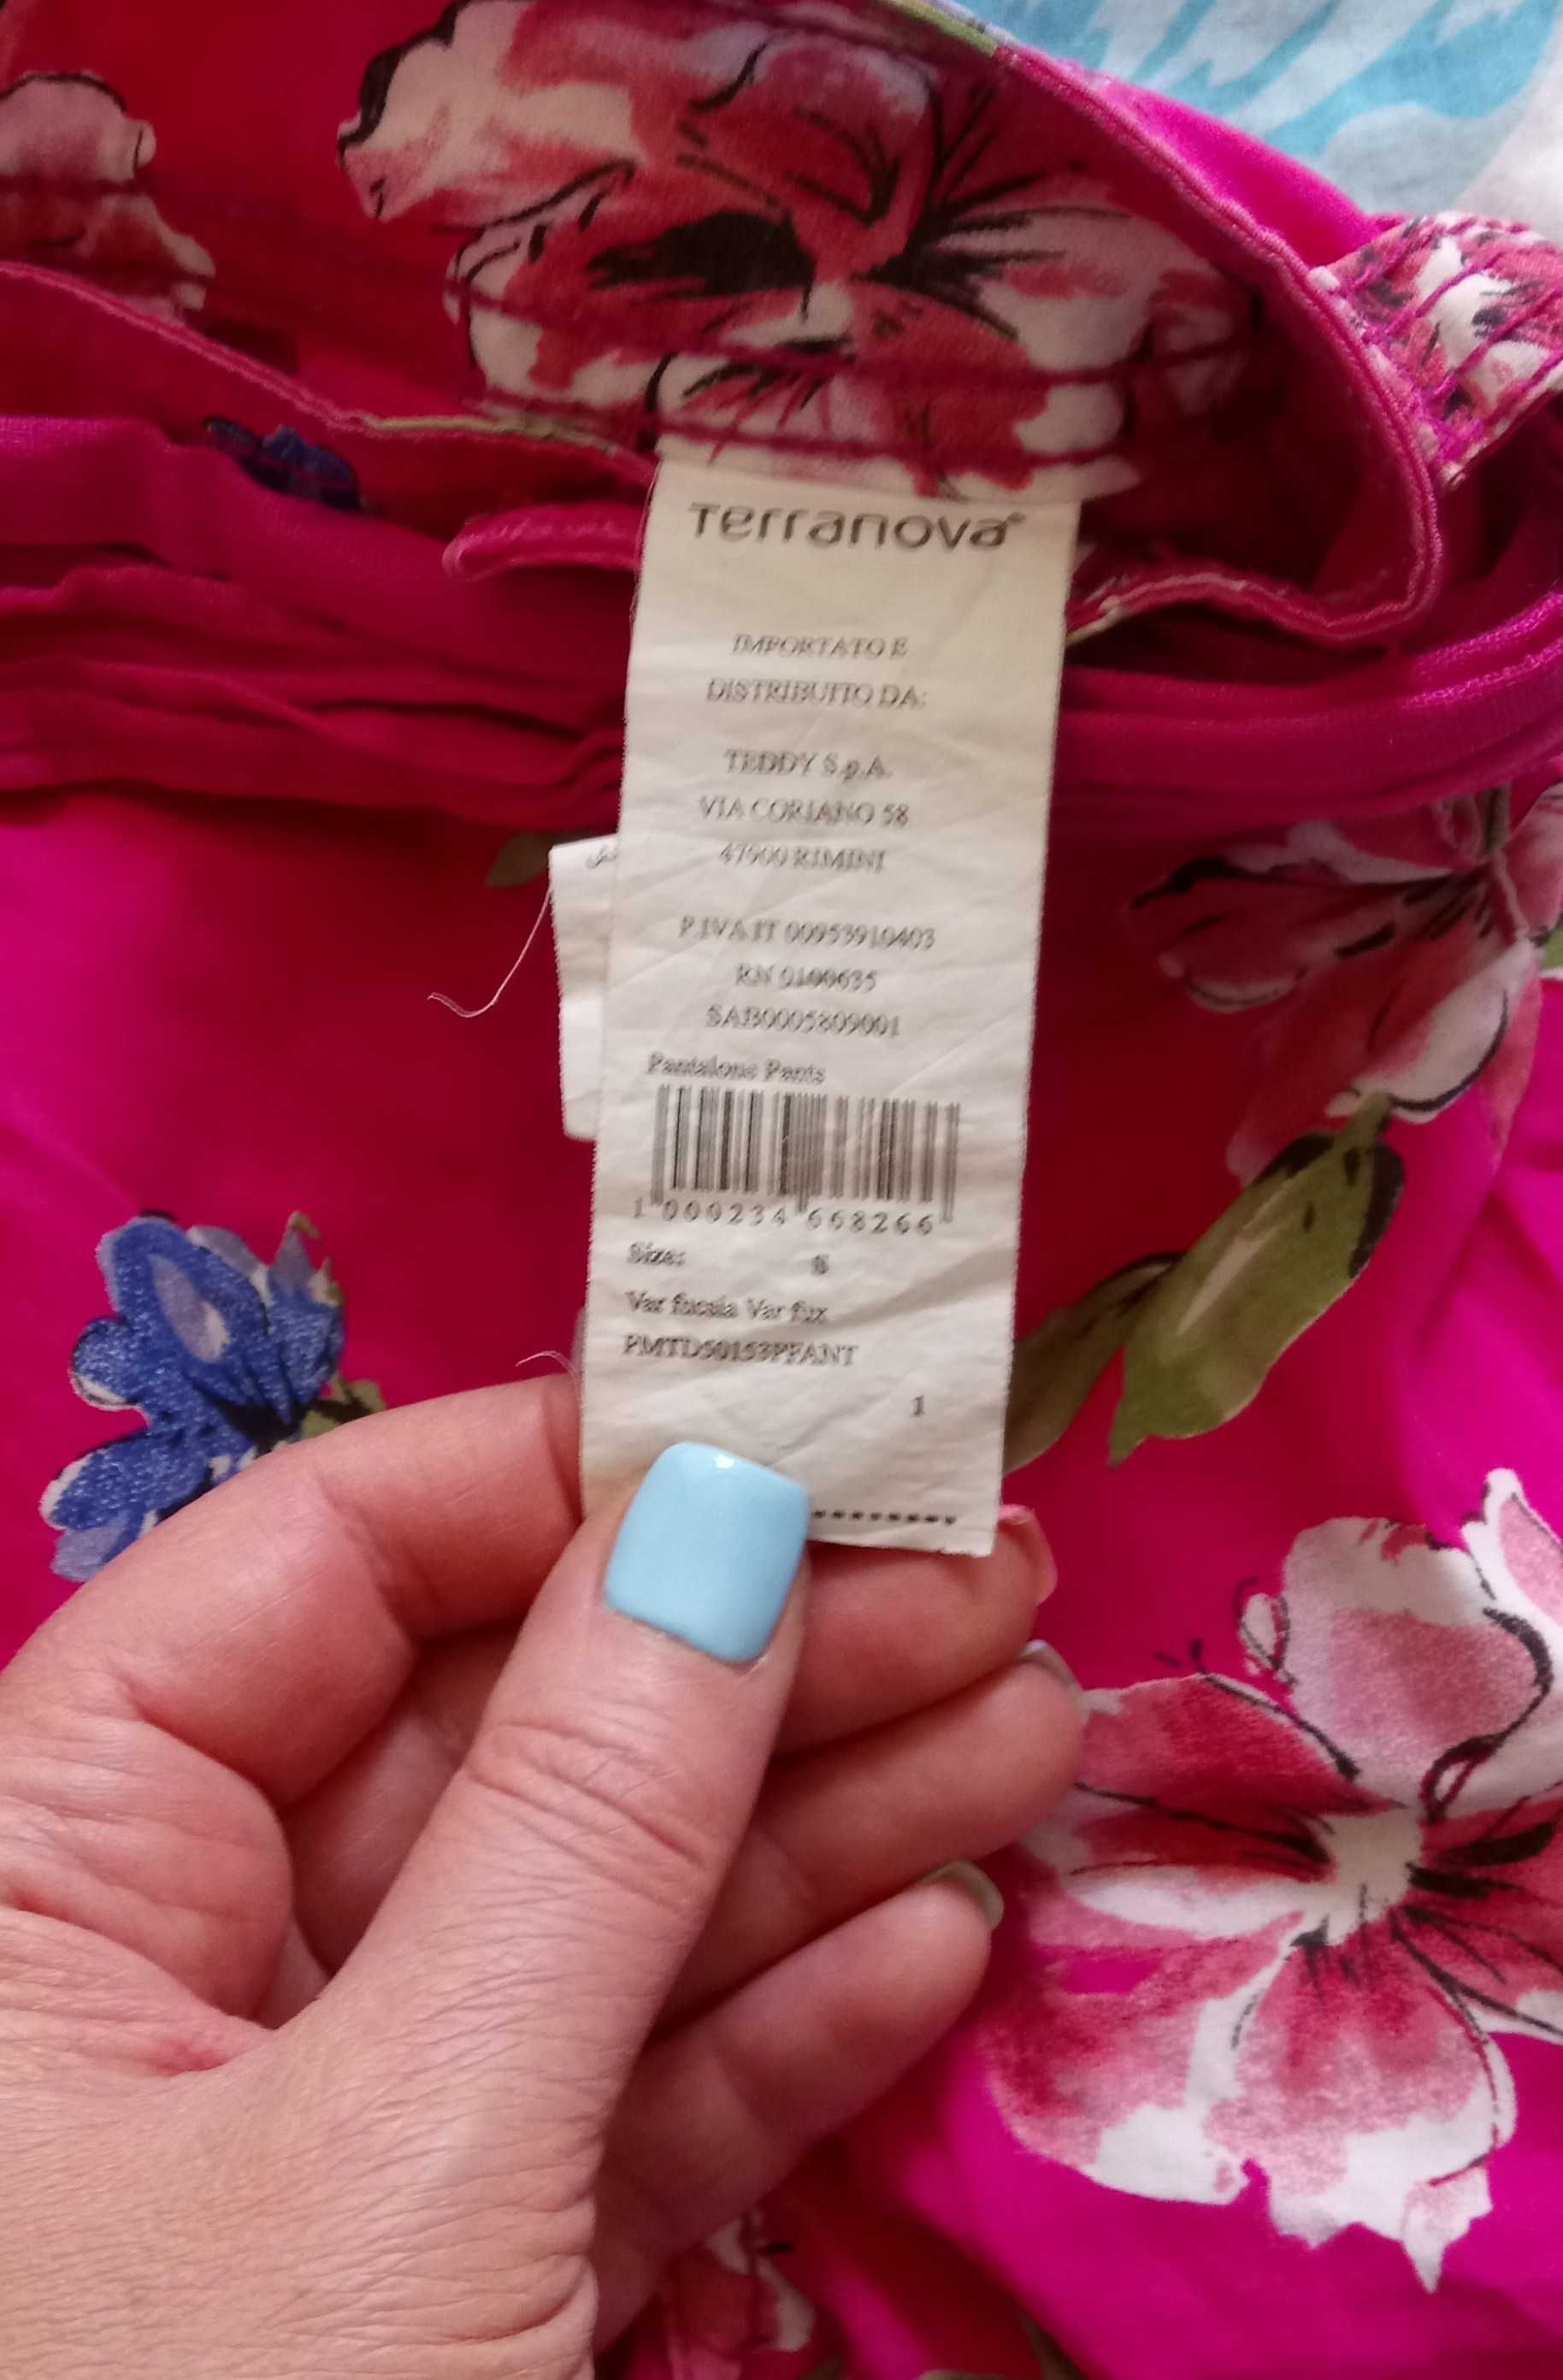 Terranova®
IMPORTATO E
DISTRIBUITO DA:
TEDDY S.p.A.
VIA CORIANO 58
47900 RIMINI
P.IVA IT 00953910403
RN 0100635
SAB0005809001
Pantalone Pants
1 000234 668266
Size: S
Var fucsia Var fux
PMTD50153PFANT
1